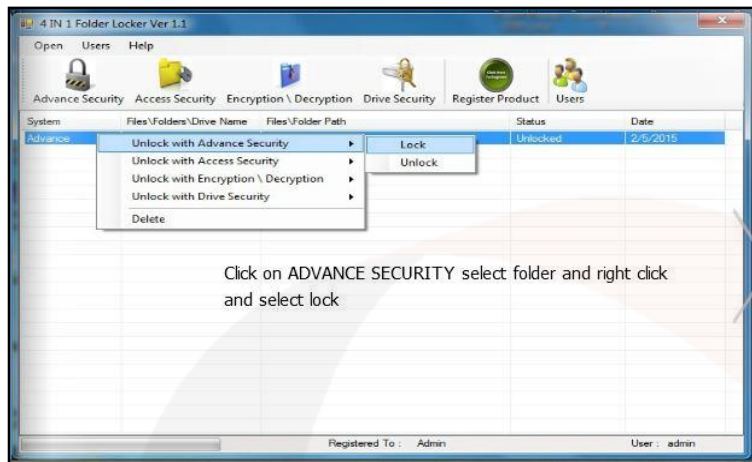 4 IN 1 Folder Locker Ver 1.1
Open Users Help
Advance Security Access Security Encryption \ Decryption Drive Security Register Product Users
System Files\Folders\Drive Name Files\Folder Path Status Date
Advance Unlocked 2/5/2015
Unlock with Advance Security
Lock
Unlock with Access Security
Unlock
Unlock with Encryption \ Decryption
Unlock with Drive Security
Delete
Click on ADVANCE SECURITY select folder and right click
and select lock
Registered To : Admin User : admin